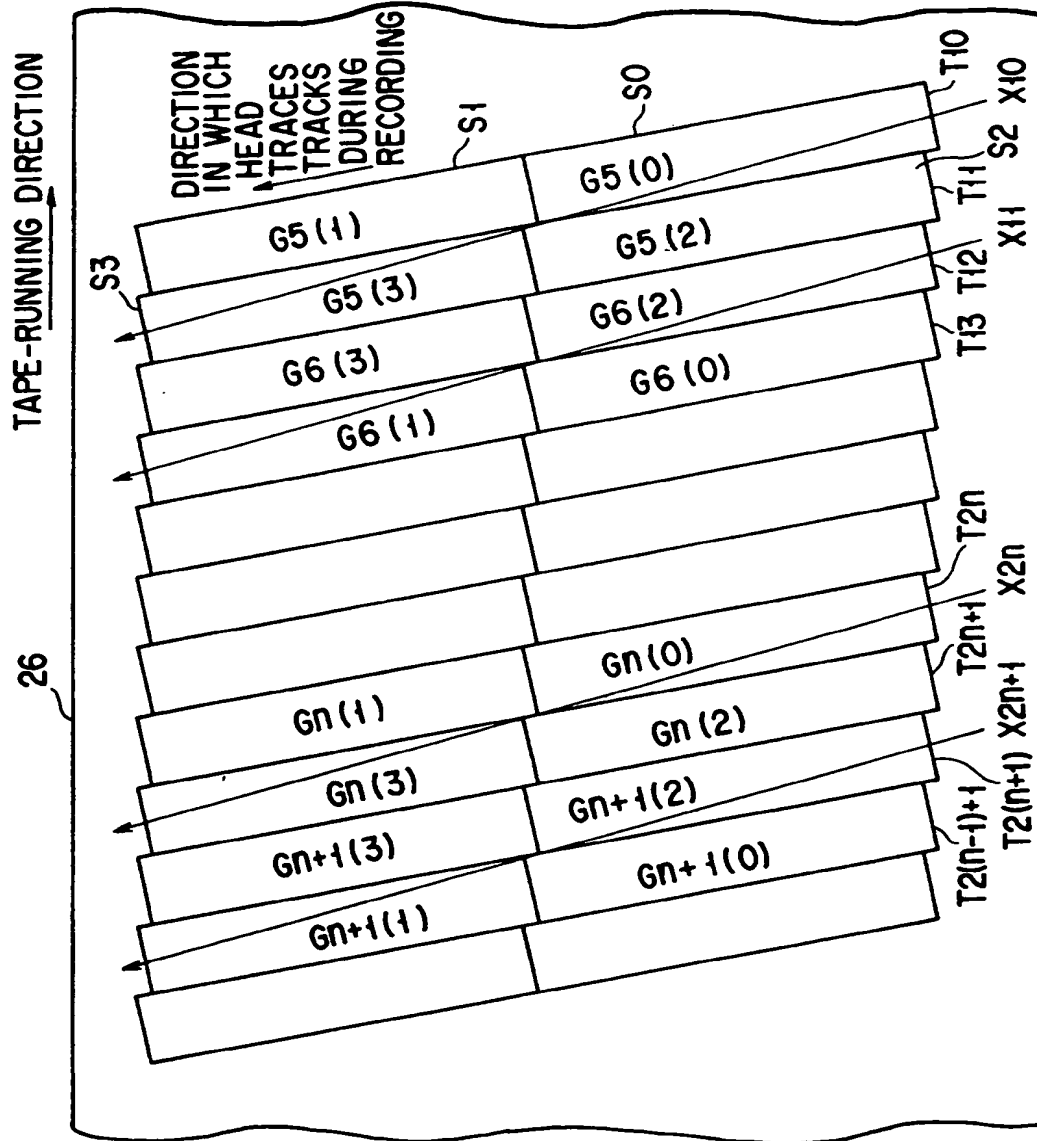 TAPE-RUNNING DIRECTION
26
DIRECTION
IN WHICH
HEAD
TRACES
TRACKS
DURING
RECORDING
S3
S1
S0
G5(1)
G5(0)
G5(3)
G5(2)
G6(3)
G6(2)
G6(1)
G6(0)
Gn(1)
Gn(0)
Gn(3)
Gn(2)
Gn+1(3)
Gn+1(2)
Gn+1(1)
Gn+1(0)
T10
X10
S2
T11
X11
T12
T13
T2n
X2n
T2n+1
X2n+1
T2(n+1)
T2(n-1)+1